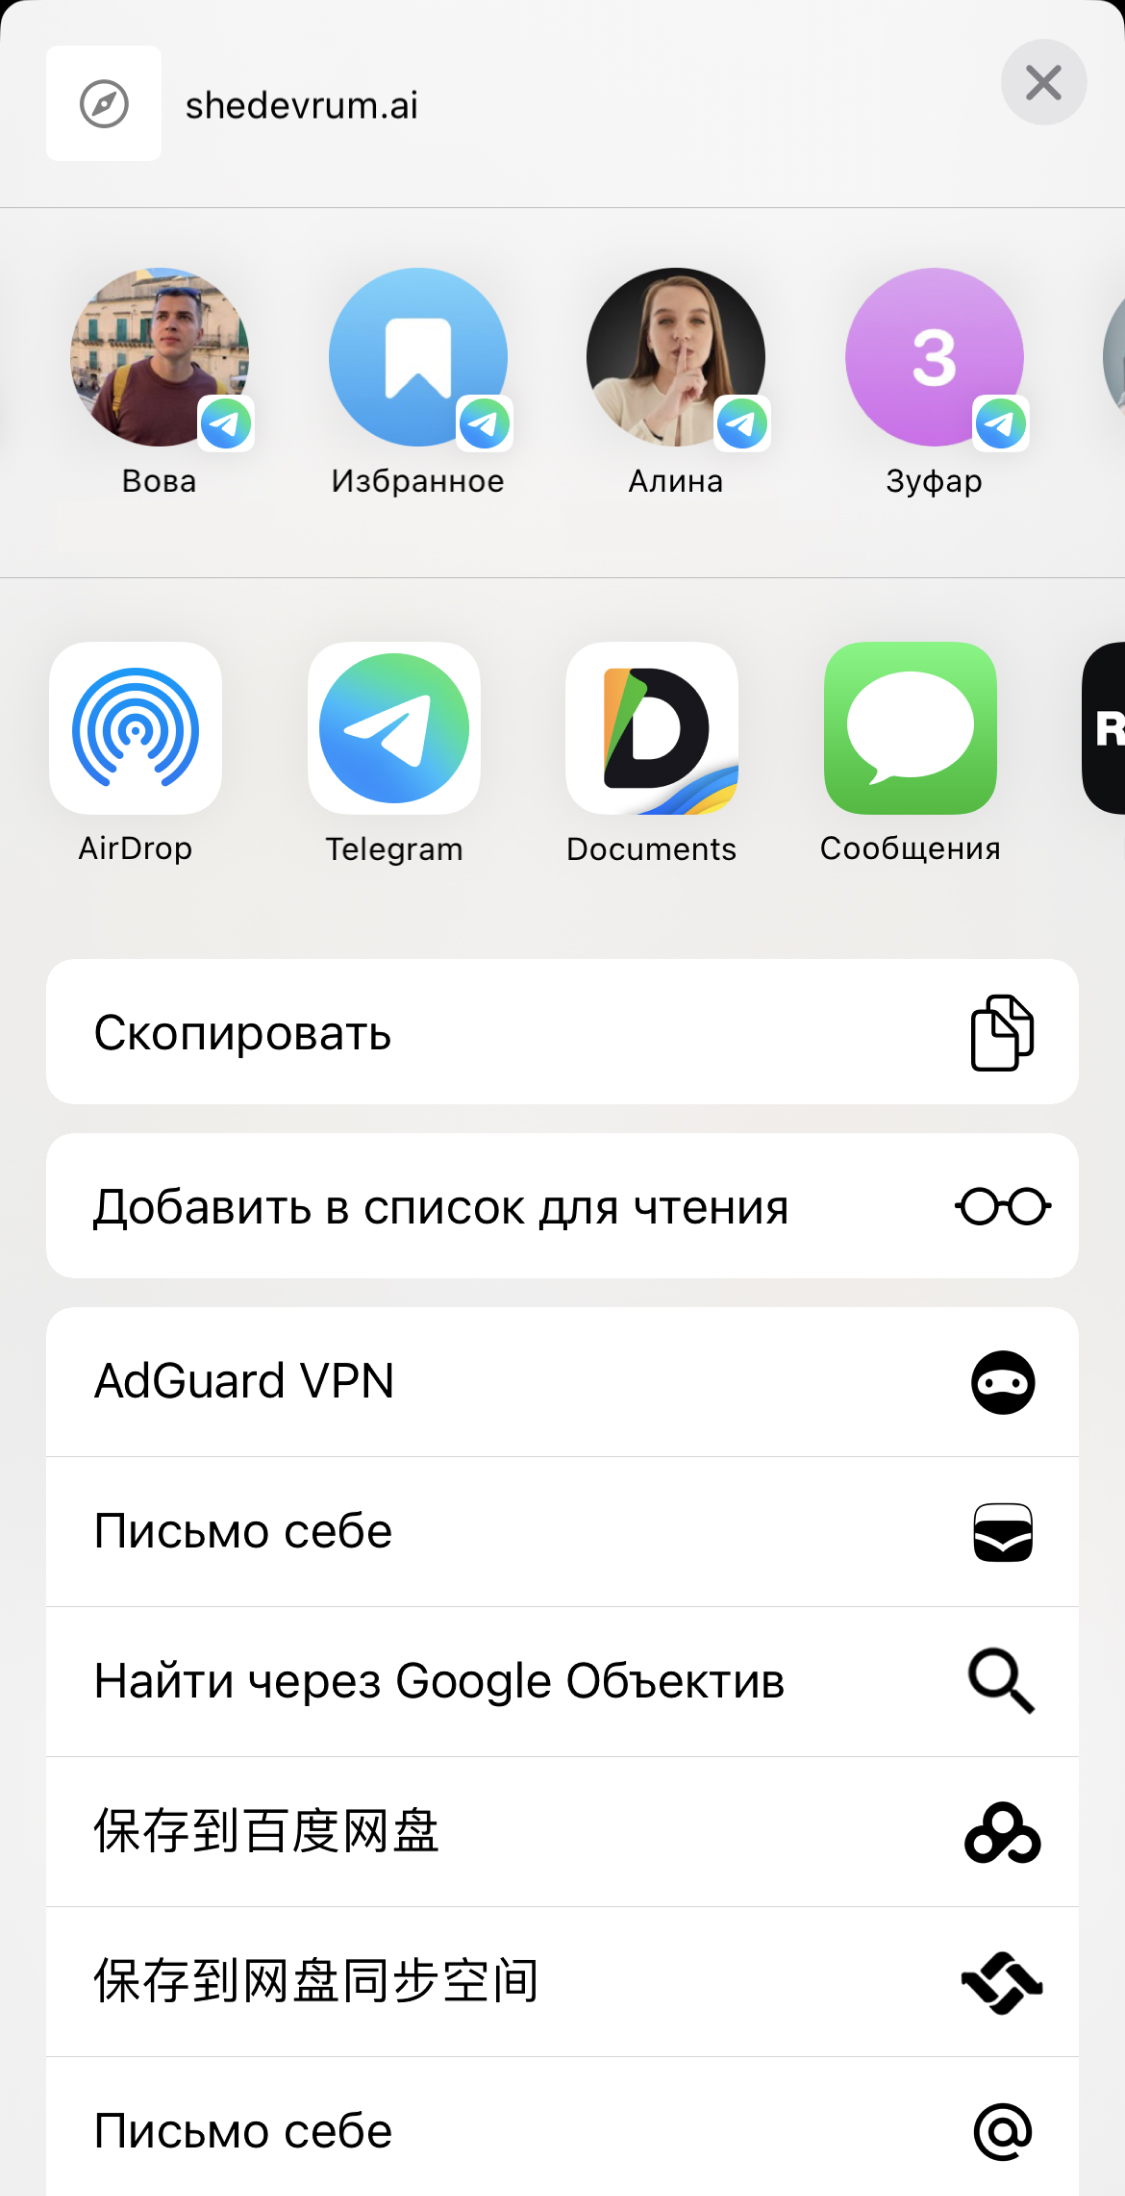 shedevrum.ai
З
Вова
Избранное
Алина
Зуфар
R
AirDrop
Telegram
Documents
Сообщения
Скопировать
Добавить в список для чтения
AdGuard VPN
Письмо себе
Найти через Google Объектив
保存到百度网盘
保存到网盘同步空间
Письмо себе